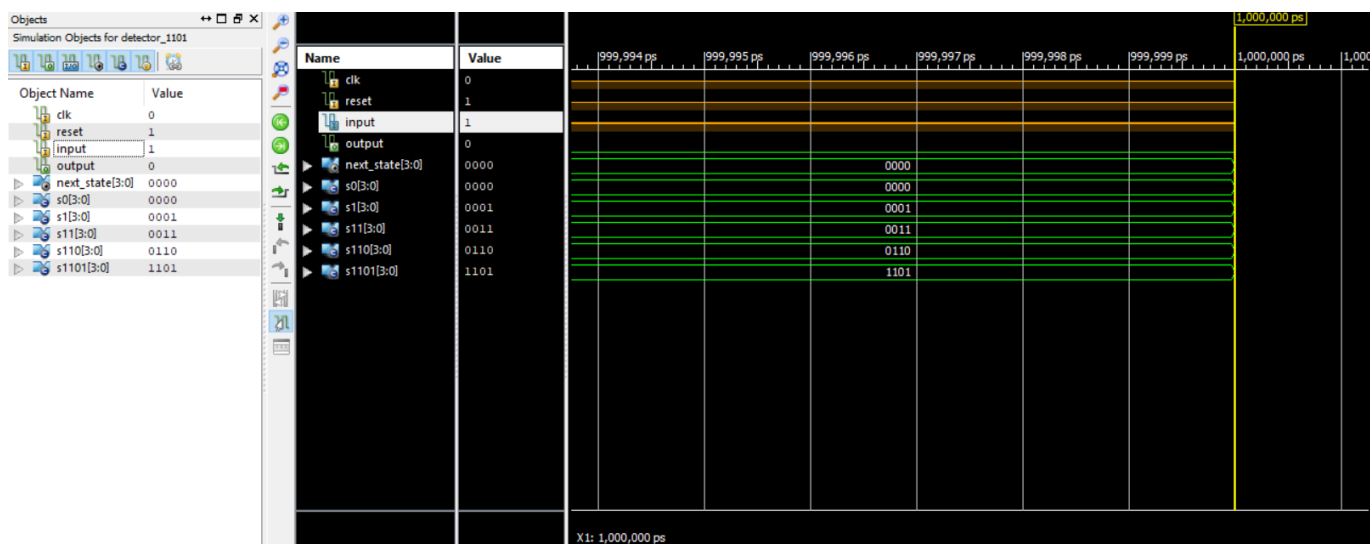 Objects
Simulation Objects for detector_1101
Object Name Value
clk 0
reset 1
input 1
output 0
next_state[3:0] 0000
s0[3:0] 0000
s1[3:0] 0001
s11[3:0] 0011
s110[3:0] 0110
s1101[3:0] 1101
Name Value
clk 0
reset 1
input 1
output 0
next_state[3:0] 0000
s0[3:0] 0000
s1[3:0] 0001
s11[3:0] 0011
s110[3:0] 0110
s1101[3:0] 1101
1,000,000 ps
999,994 ps 999,995 ps 999,996 ps 999,997 ps 999,998 ps 999,999 ps 1,000,000 ps 1,000
0000
0000
0001
0011
0110
1101
X1: 1,000,000 ps